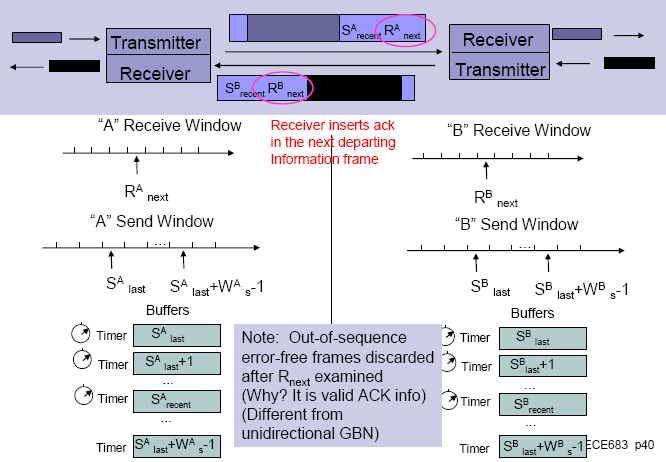 Transmitter
Receiver
S^A_recent R^A_next
S^B_recent R^B_next
Receiver
Transmitter
"A" Receive Window
R^A_next
"A" Send Window
...
S^A_last
S^A_last+W^A_s-1
Buffers
Timer S^A_last
Timer S^A_last+1
...
Timer S^A_recent
...
Timer S^A_last+W^A_s-1
Receiver inserts ack
in the next departing
Information frame
"B" Receive Window
R^B_next
"B" Send Window
...
S^B_last
S^B_last+W^B_s-1
Buffers
Timer S^B_last
Timer S^B_last+1
...
Timer S^B_recent
...
Timer S^B_last+W^B_s-1
Note: Out-of-sequence
error-free frames discarded
after R_next examined
(Why? It is valid ACK info)
(Different from
unidirectional GBN)
ECE683 p40